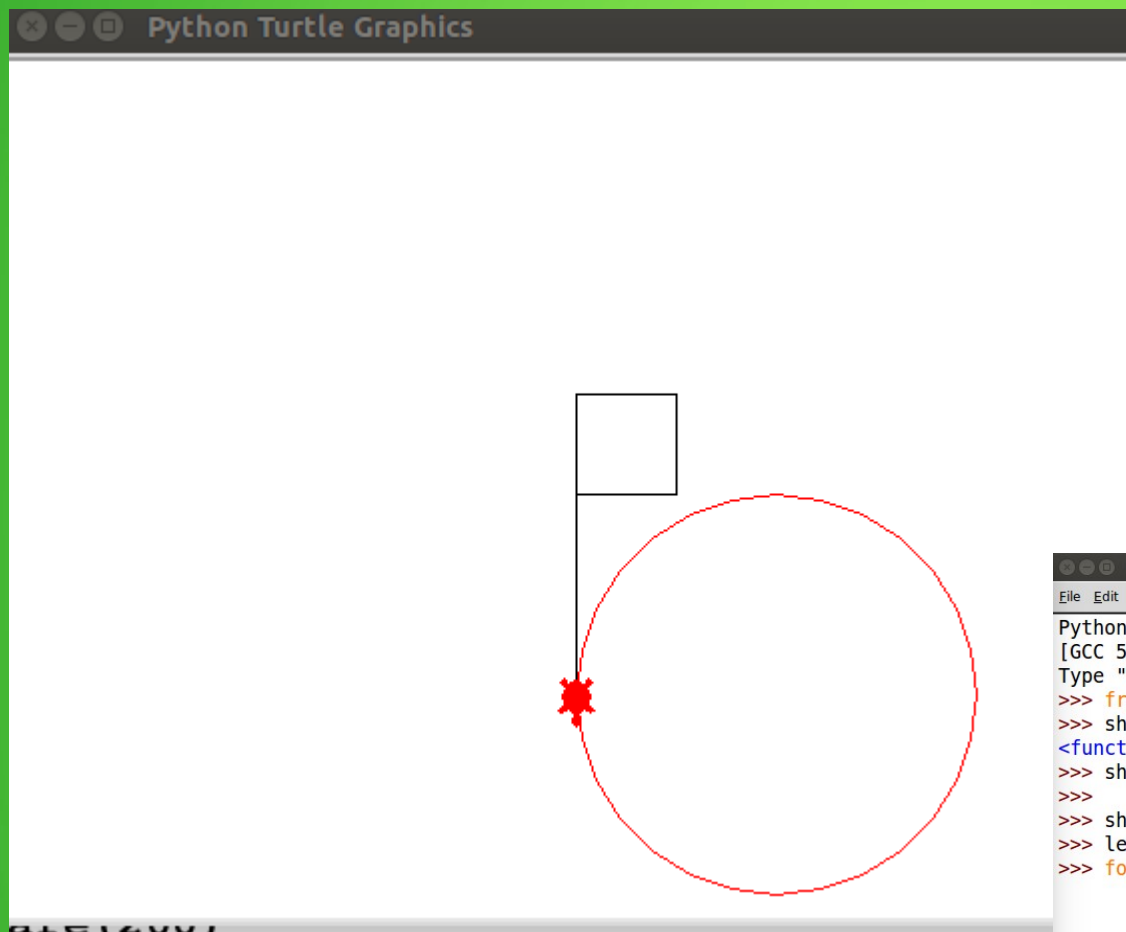 Python Turtle Graphics
File Edit
Python
[GCC 5
Type "
>>> fr
>>> sh
<funct
>>> sh
>>>
>>> sh
>>> le
>>> fo